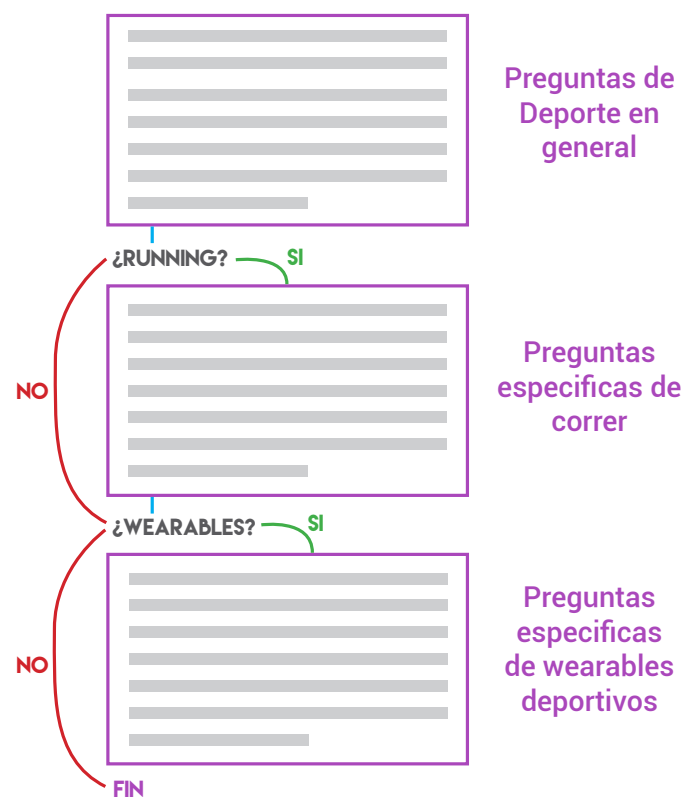 Preguntas de
Deporte en
general
¿RUNNING?
SI
Preguntas
especificas de
correr
NO
¿WEARABLES?
SI
Preguntas
especificas
de wearables
deportivos
NO
FIN